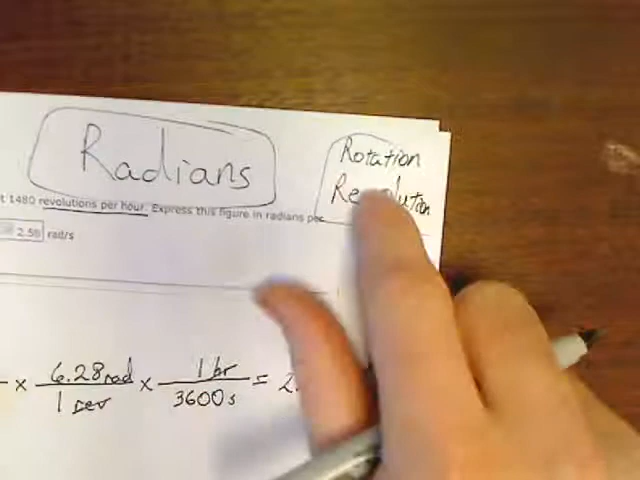 Radians
Rotation
Revolution
t 1480 revolutions per hour. Express this figure in radians per
2.58 rad/s
× 6.28 rad × 1 hr = 2.
1 rev 3600 s